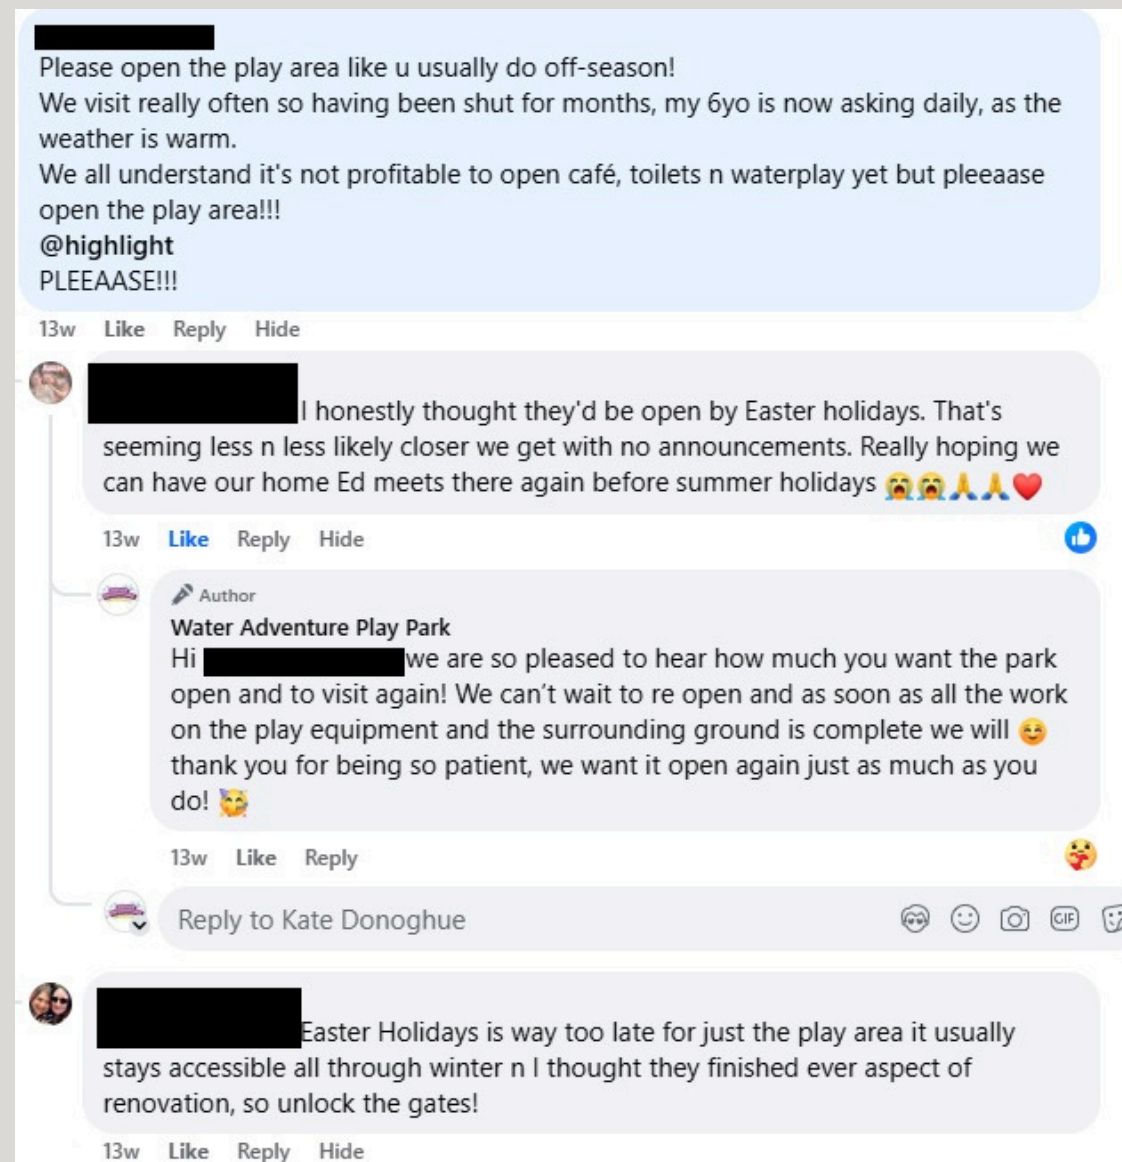 Please open the play area like u usually do off-season!
We visit really often so having been shut for months, my 6yo is now asking daily, as the
weather is warm.
We all understand it's not profitable to open café, toilets n waterplay yet but pleeaase
open the play area!!!
@highlight
PLEEAASE!!!
13w Like Reply Hide
I honestly thought they'd be open by Easter holidays. That's
seeming less n less likely closer we get with no announcements. Really hoping we
can have our home Ed meets there again before summer holidays 😭😭🙏🙏❤️
13w Like Reply Hide
Author
Water Adventure Play Park
Hi we are so pleased to hear how much you want the park
open and to visit again! We can’t wait to re open and as soon as all the work
on the play equipment and the surrounding ground is complete we will ☺️
thank you for being so patient, we want it open again just as much as you
do! 🥳
13w Like Reply
Reply to Kate Donoghue
GIF
Easter Holidays is way too late for just the play area it usually
stays accessible all through winter n I thought they finished ever aspect of
renovation, so unlock the gates!
13w Like Reply Hide